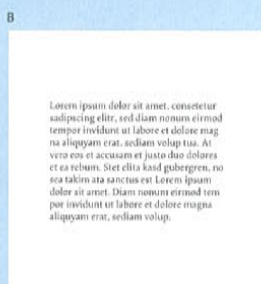 B
Lorem ipsum dolor sit amet, consetetur
sadipscing elitr, sed diam nonum eirmod
tempor invidunt ut labore et dolore mag
na aliquyam erat, sediam volup tua. At
vero eos et accusam et justo duo dolores
et ea rebum. Stet clita kasd gubergren, no
sea takim ata sanctus est Lorem ipsum
dolor sit amet. Diam nonum eirmod tem
por invidunt ut labore et dolore magna
aliquyam erat, sediam volup.